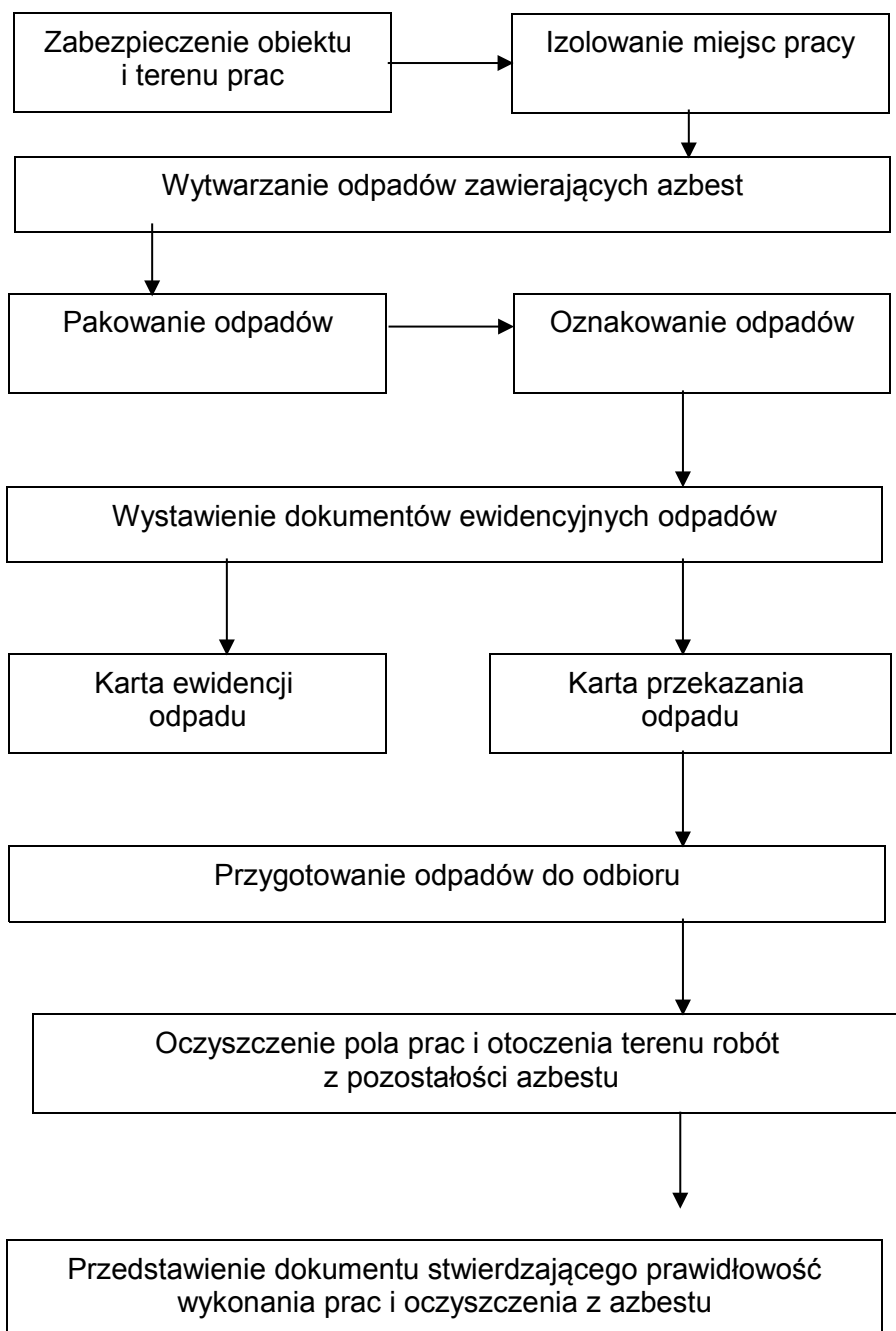 Zabezpieczenie obiektu
i terenu prac
Izolowanie miejsc pracy
Wytwarzanie odpadów zawierających azbest
Pakowanie odpadów
Oznakowanie odpadów
Wystawienie dokumentów ewidencyjnych odpadów
Karta ewidencji
odpadu
Karta przekazania
odpadu
Przygotowanie odpadów do odbioru
Oczyszczenie pola prac i otoczenia terenu robót
z pozostałości azbestu
Przedstawienie dokumentu stwierdzającego prawidłowość
wykonania prac i oczyszczenia z azbestu